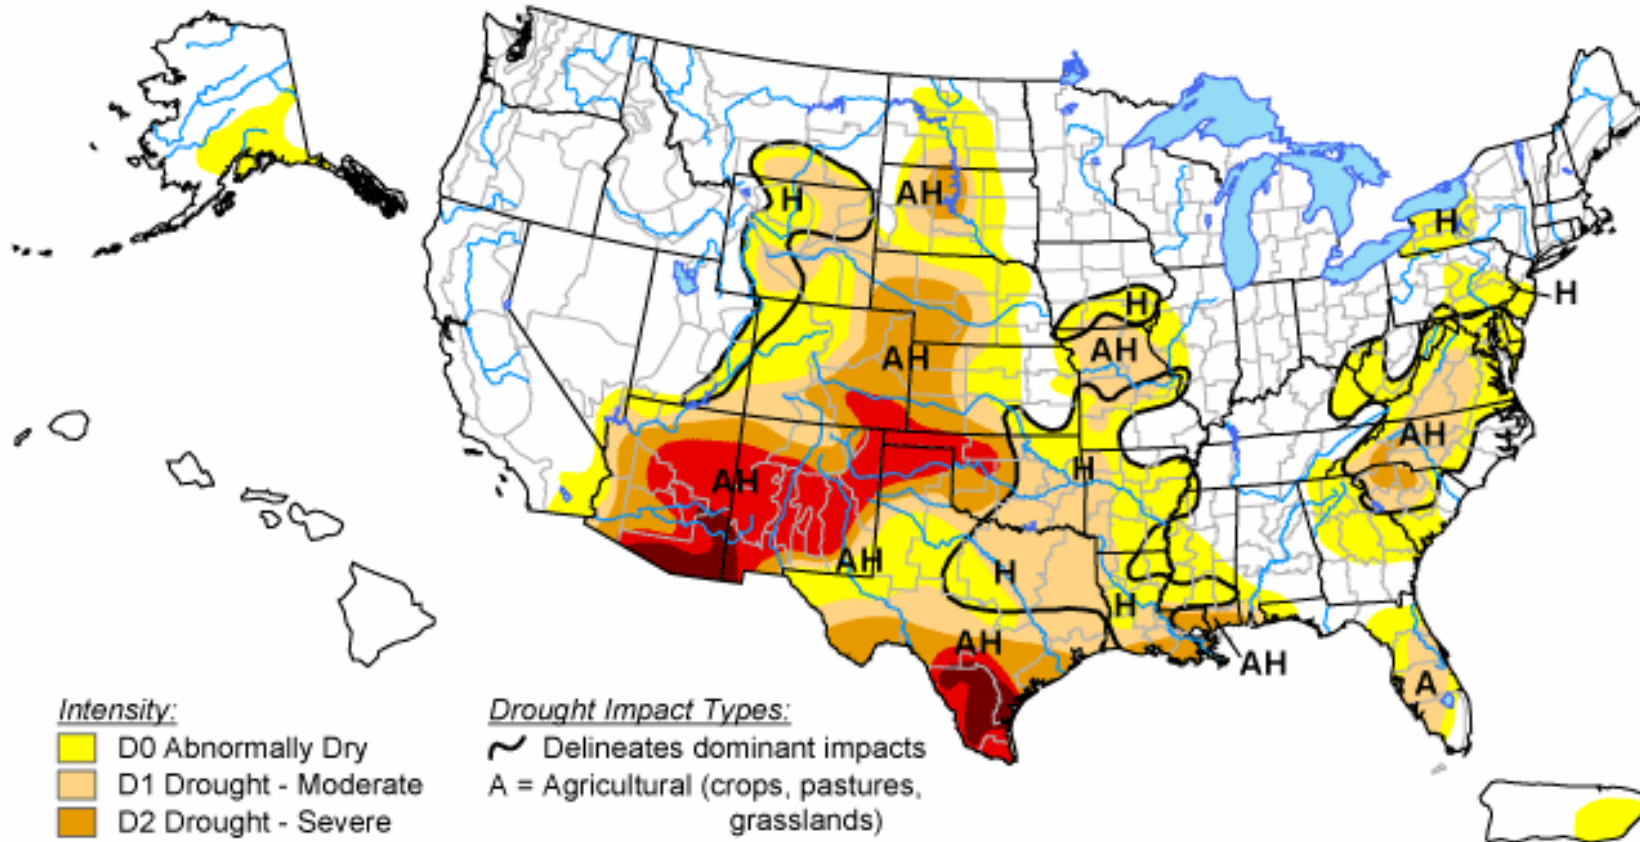 H
AH
H
H
H
AH
AH
AH
H
AH
AH
H
H
AH
AH
A
Intensity:
D0 Abnormally Dry
D1 Drought - Moderate
D2 Drought - Severe
Drought Impact Types:
Delineates dominant impacts
A = Agricultural (crops, pastures,
grasslands)